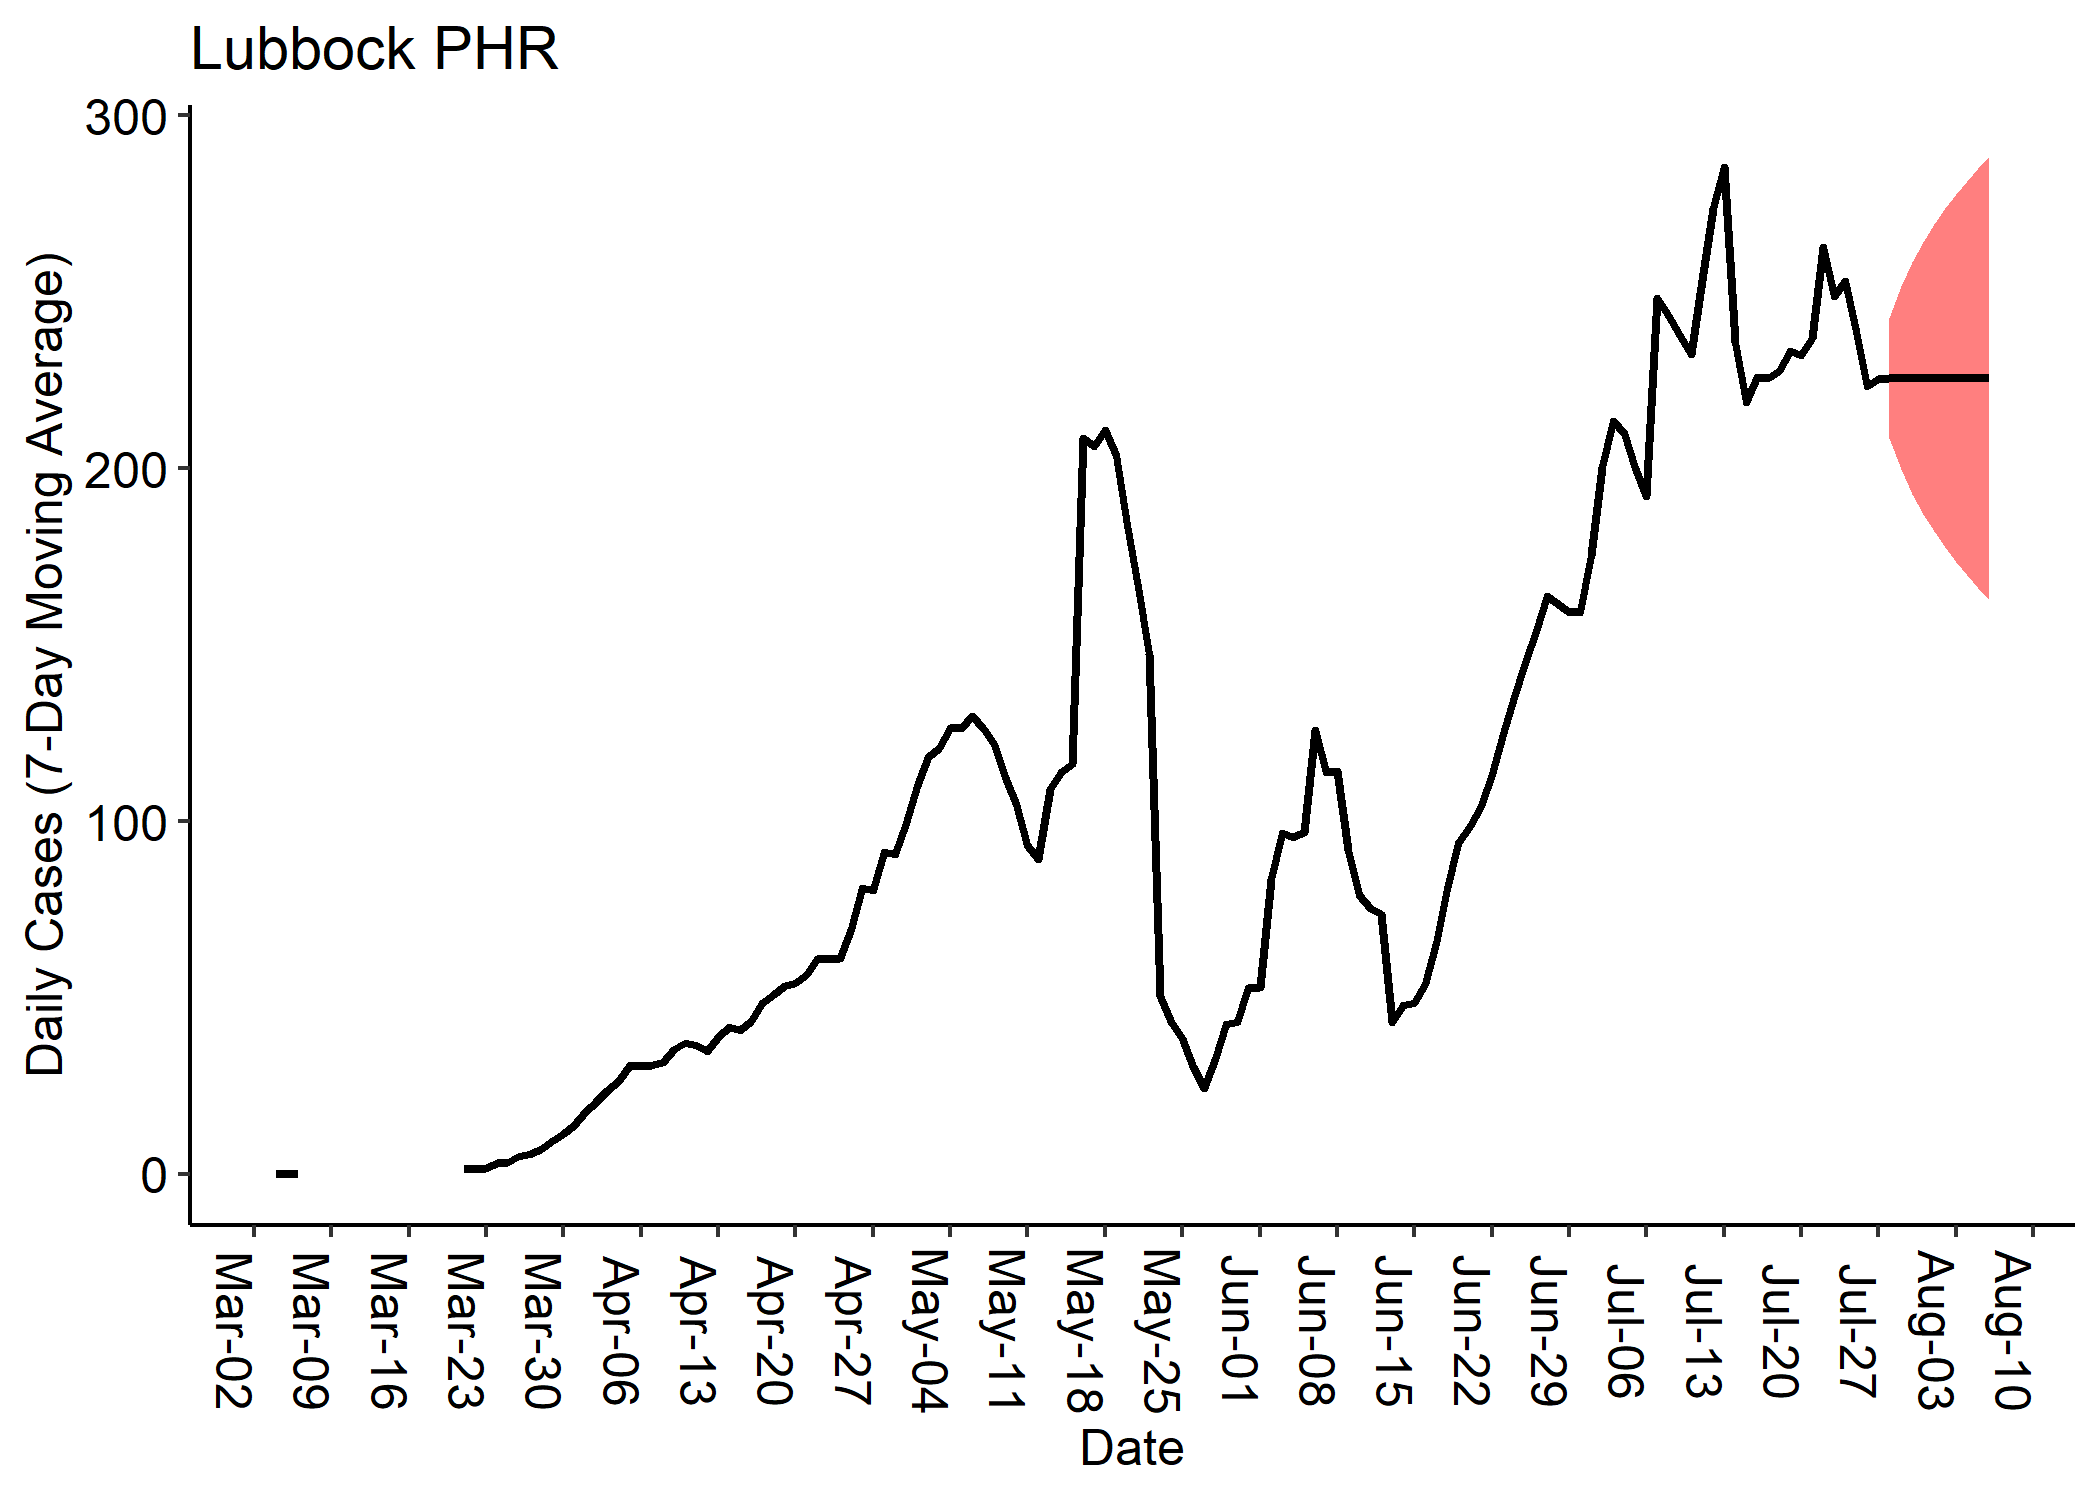 Lubbock PHR
Daily Cases (7-Day Moving Average)
300
200
100
0
Mar-02
Mar-09
Mar-16
Mar-23
Mar-30
Apr-06
Apr-13
Apr-20
Apr-27
May-04
May-11
May-18
May-25
Jun-01
Jun-08
Jun-15
Jun-22
Jun-29
Jul-06
Jul-13
Jul-20
Jul-27
Aug-03
Aug-10
Date